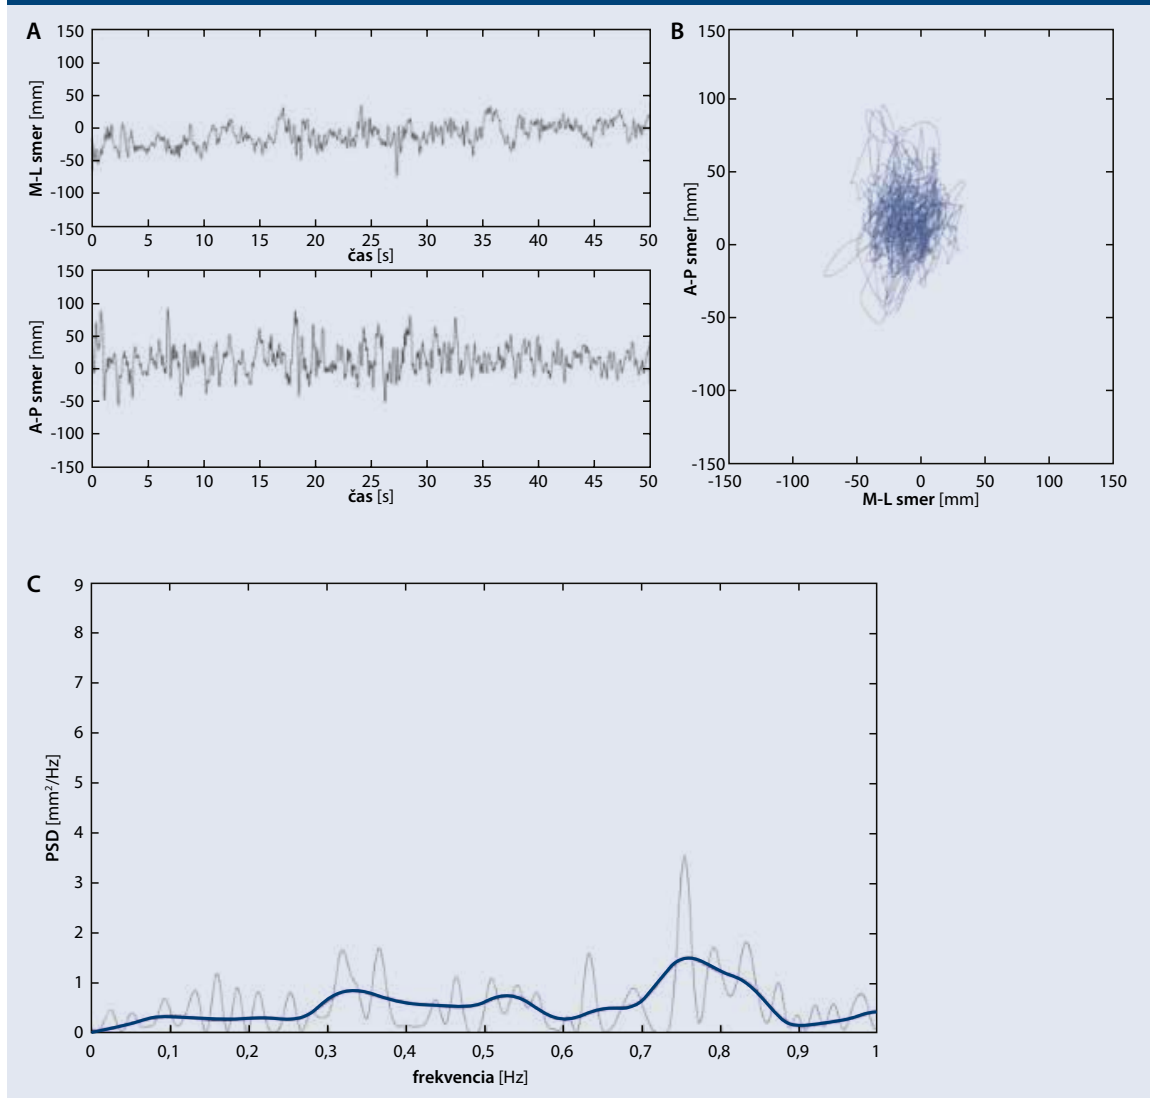 A
150
100
50
0
-50
-100
-150
M-L smer [mm]
0 5 10 15 20 25 30 35 40 45 50
čas [s]
150
100
50
0
-50
-100
-150
A-P smer [mm]
0 5 10 15 20 25 30 35 40 45 50
čas [s]
B
150
100
50
0
-50
-100
-150
A-P smer [mm]
-150 -100 -50 0 50 100 150
M-L smer [mm]
C
9
8
7
6
5
4
3
2
1
0
PSD [mm²/Hz]
0 0,1 0,2 0,3 0,4 0,5 0,6 0,7 0,8 0,9 1
frekvencia [Hz]